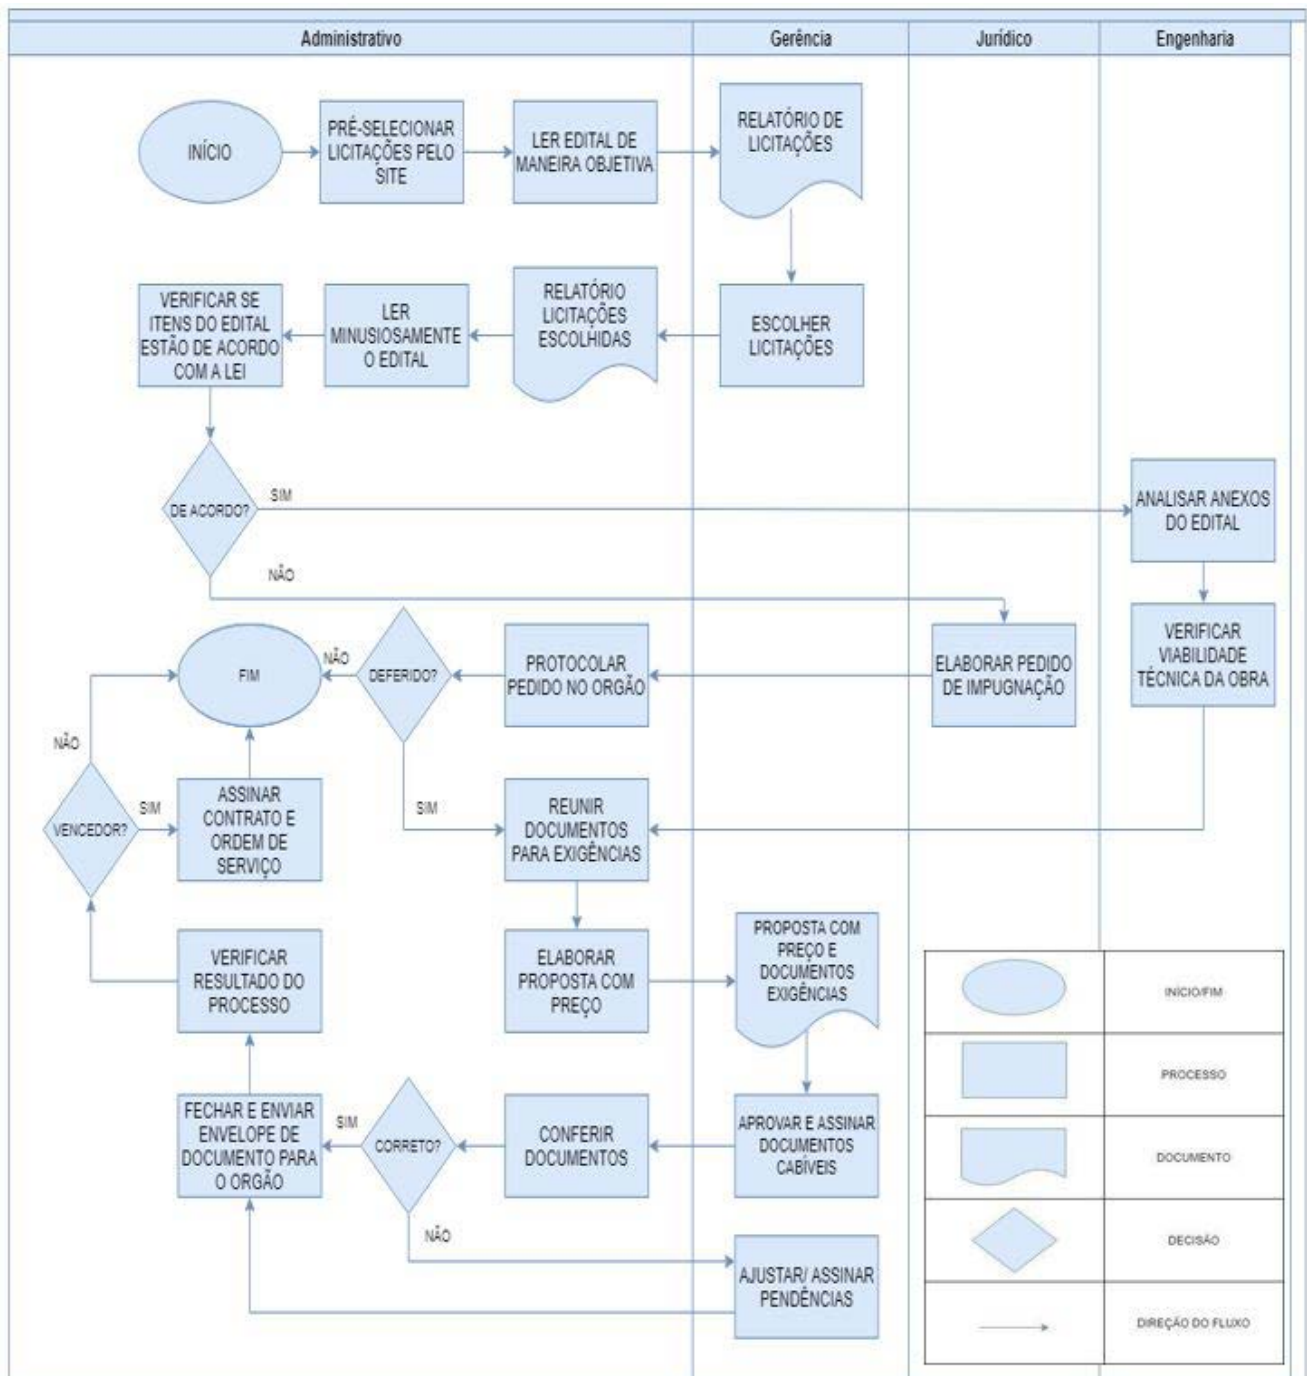 Administrativo
Gerência
Jurídico
Engenharia
INÍCIO
PRÉ-SELECIONAR
LICITAÇÕES PELO
SITE
LER EDITAL DE
MANEIRA OBJETIVA
RELATÓRIO DE
LICITAÇÕES
VERIFICAR SE
ITENS DO EDITAL
ESTÃO DE ACORDO
COM A LEI
LER
MINUSIOSAMENTE
O EDITAL
RELATÓRIO
LICITAÇÕES
ESCOLHIDAS
ESCOLHER
LICITAÇÕES
DE ACORDO?
SIM
NÃO
ANALISAR ANEXOS
DO EDITAL
FIM
NÃO
DEFERIDO?
PROTOCOLAR
PEDIDO NO ORGÃO
ELABORAR PEDIDO
DE IMPUGNAÇÃO
VERIFICAR
VIABILIDADE
TÉCNICA DA OBRA
NÃO
VENCEDOR?
SIM
ASSINAR
CONTRATO E
ORDEM DE
SERVIÇO
SIM
REUNIR
DOCUMENTOS
PARA EXIGÊNCIAS
VERIFICAR
RESULTADO DO
PROCESSO
ELABORAR
PROPOSTA COM
PREÇO
PROPOSTA COM
PREÇO E
DOCUMENTOS
EXIGÊNCIAS
FECHAR E ENVIAR
ENVELOPE DE
DOCUMENTO PARA
O ORGÃO
SIM
CORRETO?
CONFERIR
DOCUMENTOS
APROVAR E ASSINAR
DOCUMENTOS
CABÍVEIS
NÃO
AJUSTAR/ ASSINAR
PENDÊNCIAS
INÍCIO/FIM
PROCESSO
DOCUMENTO
DECISÃO
DIREÇÃO DO FLUXO